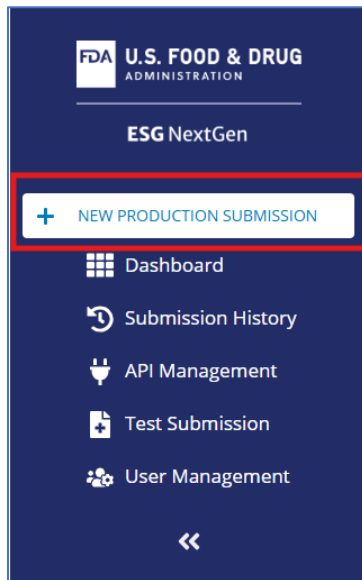 FDA
U.S. FOOD & DRUG
ADMINISTRATION
ESG NextGen
NEW PRODUCTION SUBMISSION
Dashboard
Submission History
API Management
Test Submission
User Management